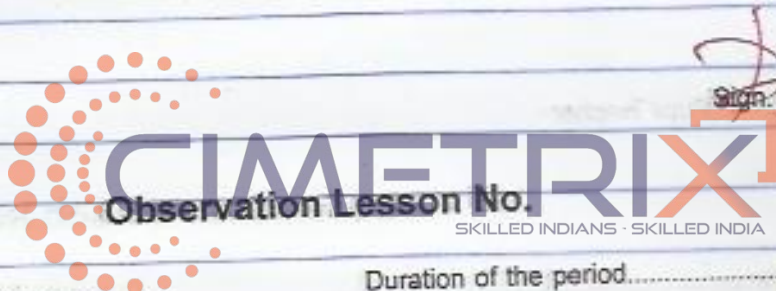 Sign.
CIMETRIX
Observation Lesson No.
SKILLED INDIANS - SKILLED INDIA
Duration of the period..............